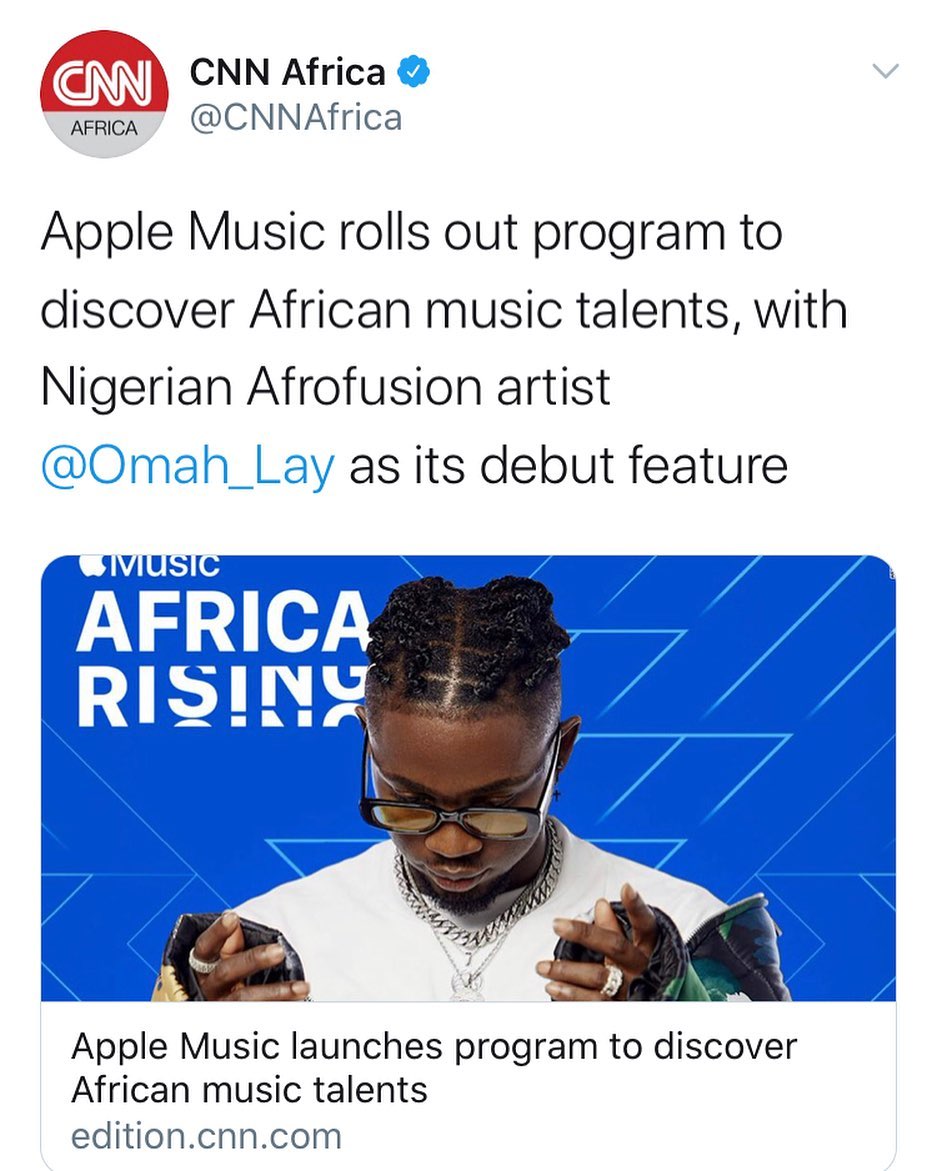 CNN
AFRICA
CNN Africa
@CNNAfrica
Apple Music rolls out program to
discover African music talents, with
Nigerian Afrofusion artist
@Omah_Lay as its debut feature
Music
AFRICA
RISING
Apple Music launches program to discover
African music talents
edition.cnn.com